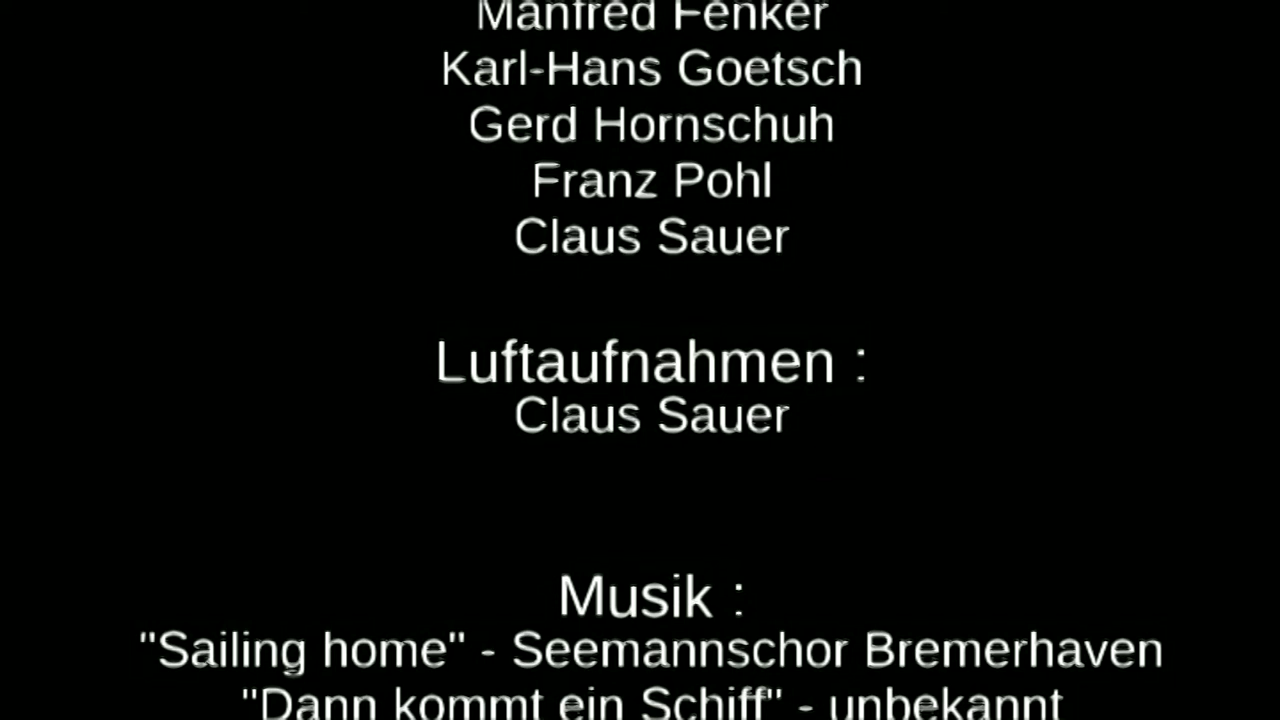 Manfred Fenker
Karl-Hans Goetsch
Gerd Hornschuh
Franz Pohl
Claus Sauer
Luftaufnahmen :
Claus Sauer
Musik :
"Sailing home" - Seemannschor Bremerhaven
"Dann kommt ein Schiff" - unbekannt